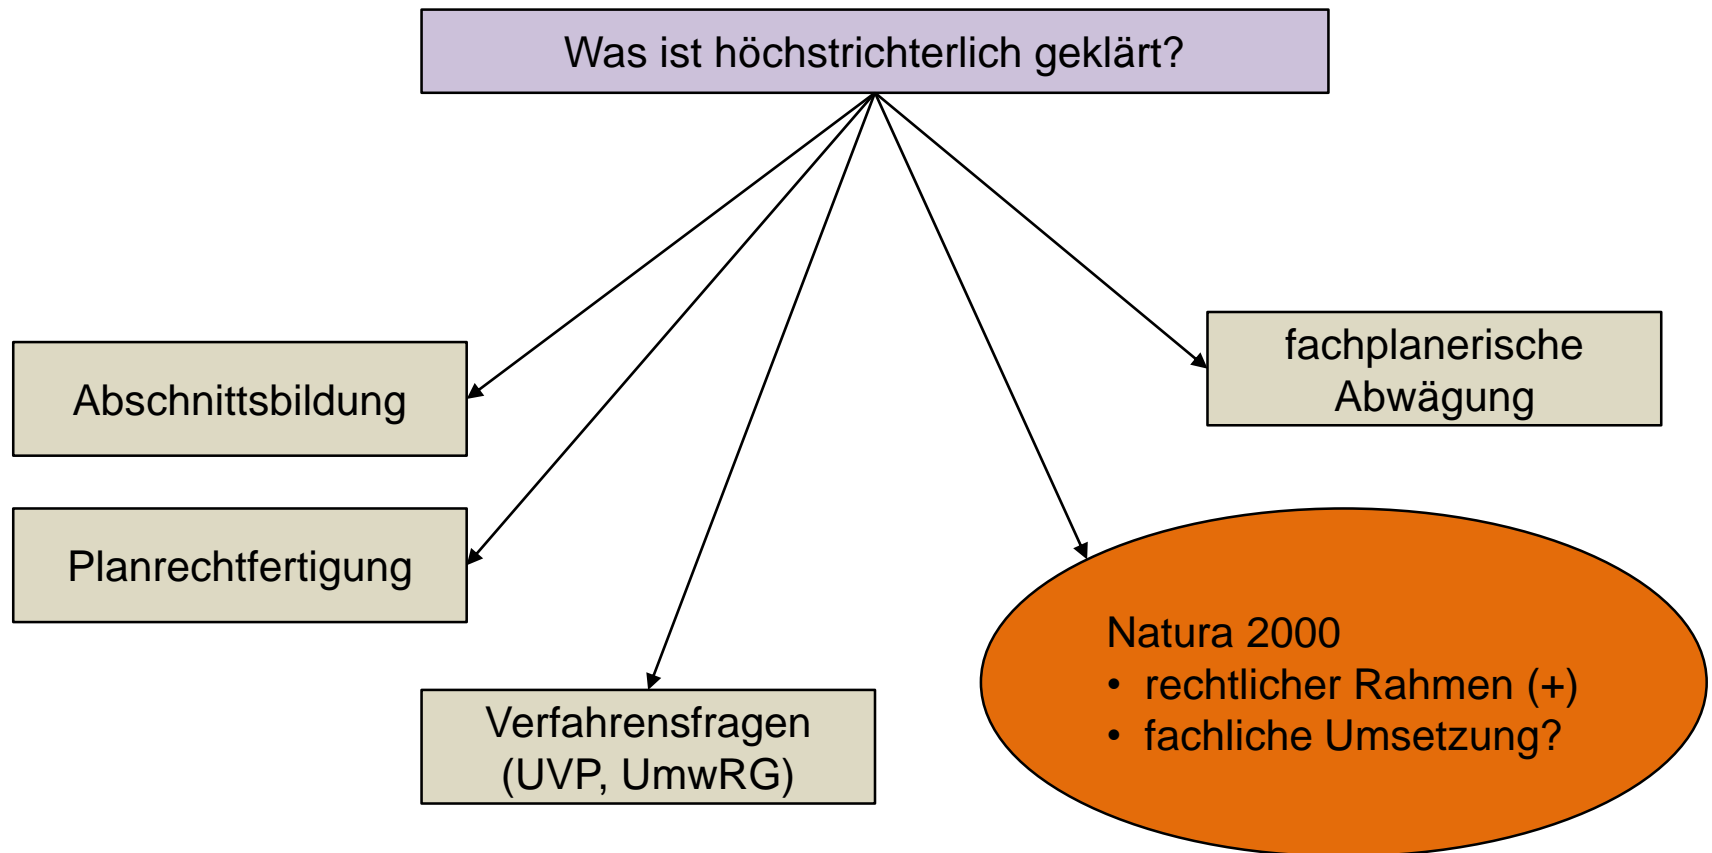 Was ist höchstrichterlich geklärt?
Abschnittsbildung
fachplanerische
Abwägung
Planrechtfertigung
Verfahrensfragen
(UVP, UmwRG)
Natura 2000
• rechtlicher Rahmen (+)
• fachliche Umsetzung?